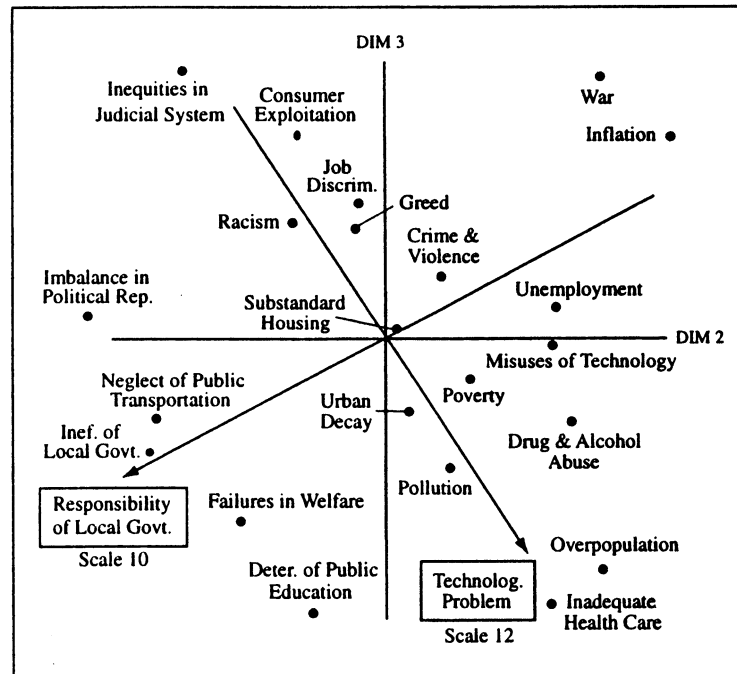 DIM 3
Inequities in
Judicial System
Consumer
Exploitation
War
Inflation
Job
Discrim.
Greed
Racism
Crime &
Violence
Imbalance in
Political Rep.
Unemployment
Substandard
Housing
DIM 2
Misuses of Technology
Neglect of Public
Transportation
Poverty
Urban
Decay
Inef. of
Local Govt.
Drug & Alcohol
Abuse
Pollution
Responsibility
of Local Govt.
Scale 10
Failures in Welfare
Overpopulation
Deter. of Public
Education
Technolog.
Problem
Scale 12
Inadequate
Health Care